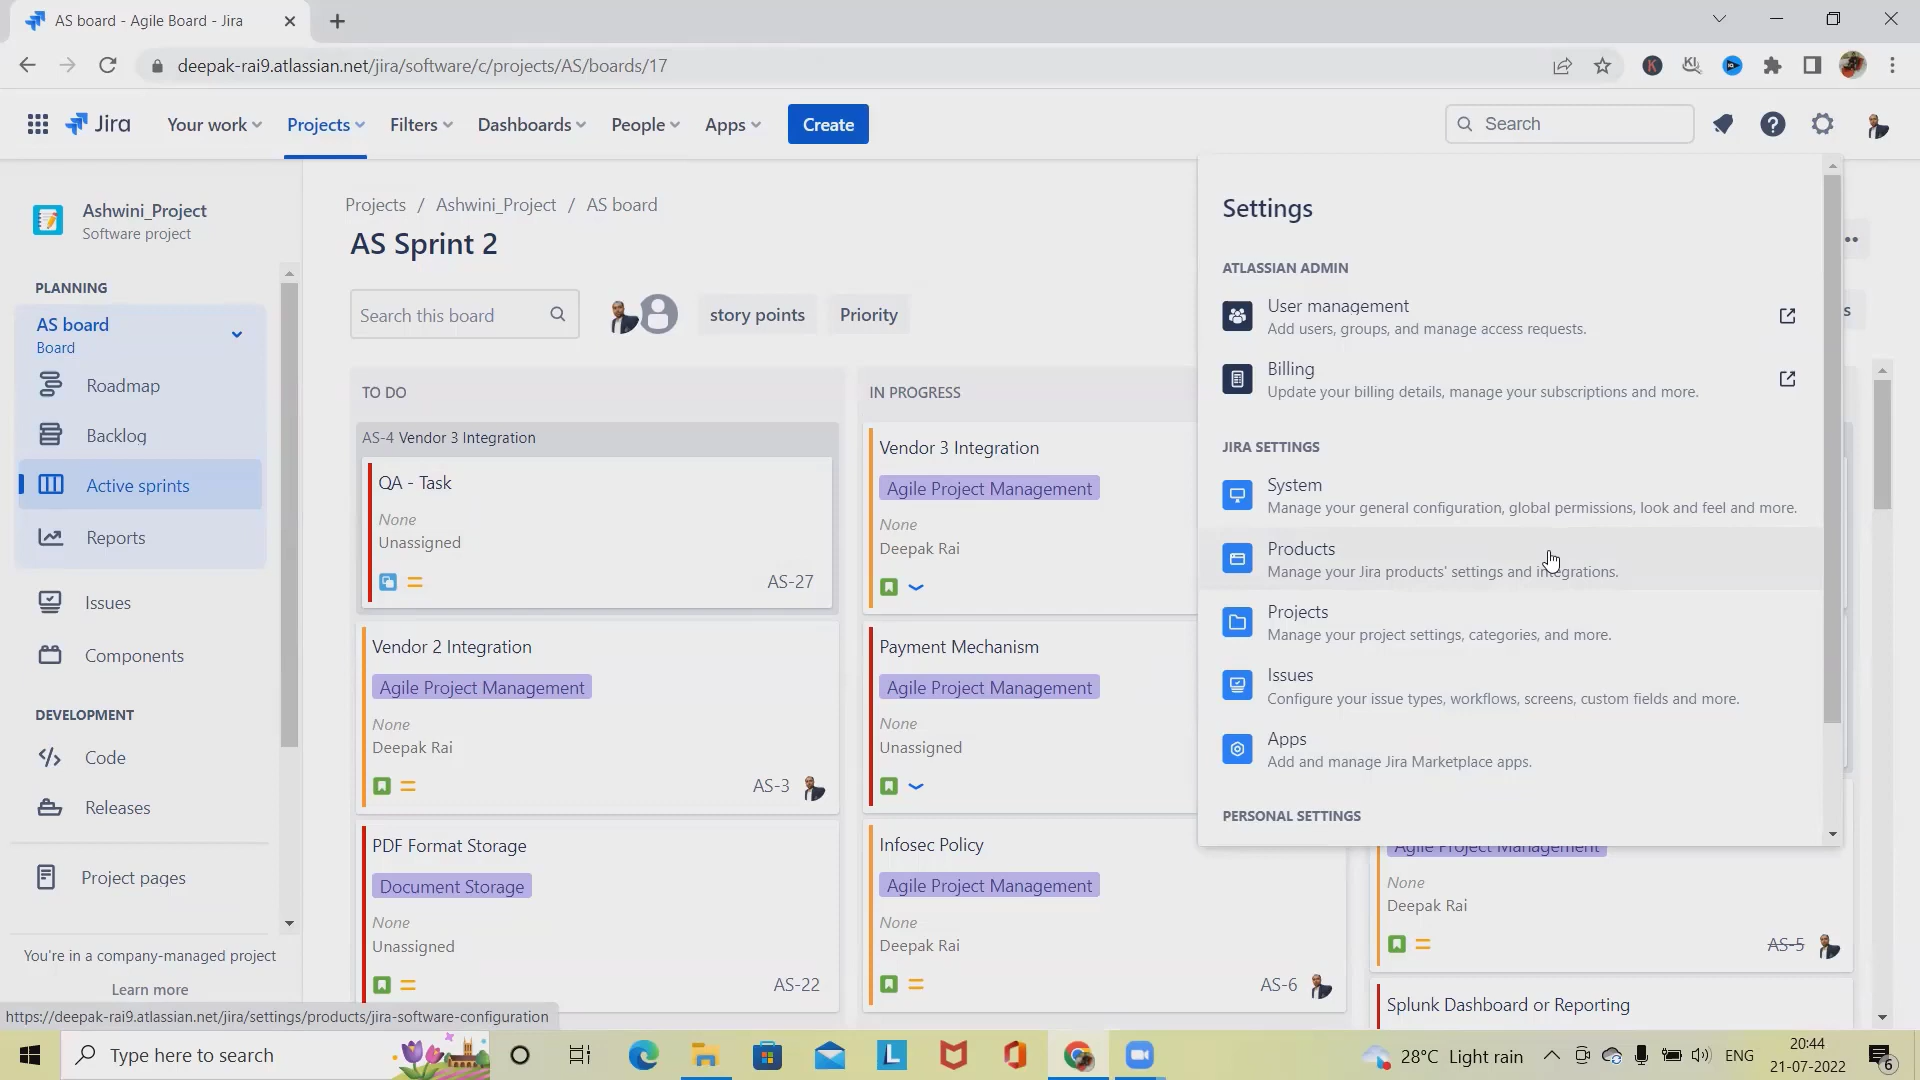 AS board - Agile Board - Jira
deepak-rai9.atlassian.net/jira/software/c/projects/AS/boards/17
Jira
Your work
Projects
Filters
Dashboards
People
Apps
Create
Search
Ashwini_Project
Software project
PLANNING
AS board
Board
Roadmap
Backlog
Active sprints
Reports
Issues
Components
DEVELOPMENT
Code
Releases
Project pages
You're in a company-managed project
Learn more
https://deepak-rai9.atlassian.net/jira/settings/products/jira-software-configuration
Projects / Ashwini_Project / AS board
AS Sprint 2
Search this board
story points
Priority
TO DO
AS-4 Vendor 3 Integration
QA - Task
None
Unassigned
AS-27
Vendor 2 Integration
Agile Project Management
None
Deepak Rai
AS-3
PDF Format Storage
Document Storage
None
Unassigned
AS-22
IN PROGRESS
Vendor 3 Integration
Agile Project Management
None
Deepak Rai
Payment Mechanism
Agile Project Management
None
Unassigned
Infosec Policy
Agile Project Management
None
Deepak Rai
AS-6
Settings
ATLASSIAN ADMIN
User management
Add users, groups, and manage access requests.
Billing
Update your billing details, manage your subscriptions and more.
JIRA SETTINGS
System
Manage your general configuration, global permissions, look and feel and more.
Products
Manage your Jira products' settings and integrations.
Projects
Manage your project settings, categories, and more.
Issues
Configure your issue types, workflows, screens, custom fields and more.
Apps
Add and manage Jira Marketplace apps.
PERSONAL SETTINGS
s
Agile Project Management
None
Deepak Rai
AS-5
Splunk Dashboard or Reporting
Type here to search
28°C Light rain
ENG
20:44
21-07-2022
6